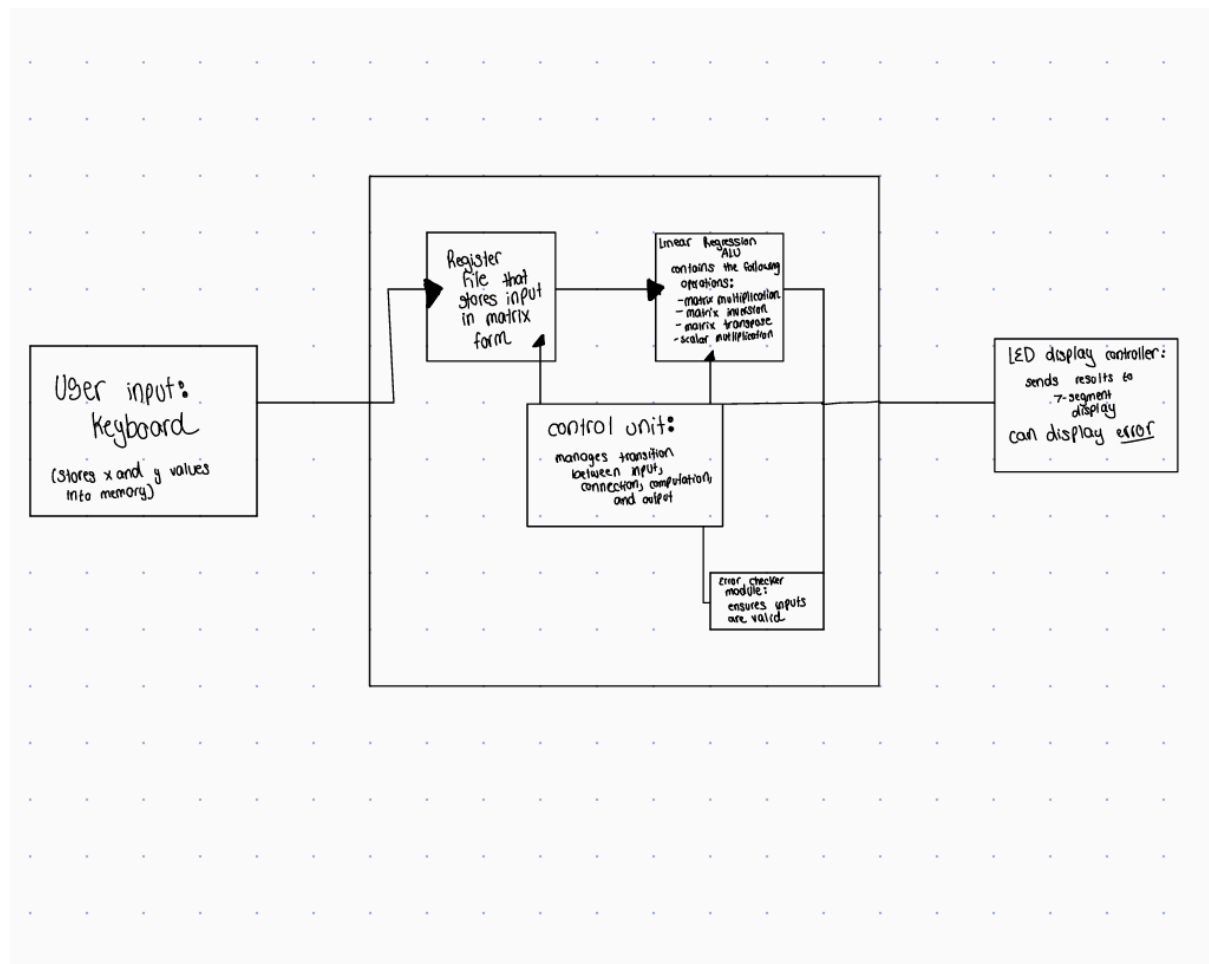 User input:
keyboard
(stores x and y values
into memory)
Register
File that
stores input
in matrix
form
Linear Regression
ALU
contains the following
operations:
- matrix multiplication
- matrix inversion
- matrix transpose
- scalar multiplication
control unit:
manages transition
between input,
connection, computation,
and output
Error checker
module:
ensures inputs
are valid
LED display controller:
sends results to
7-segment
display
can display error